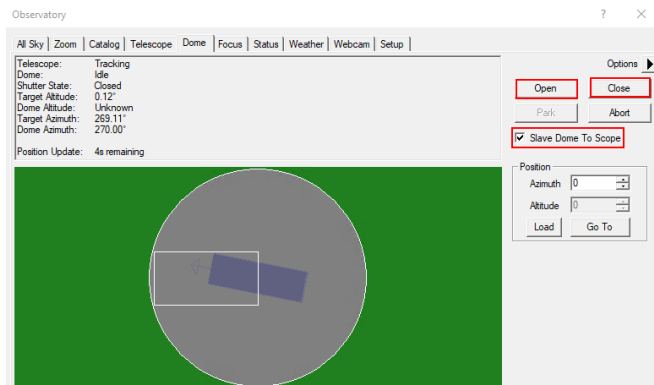 Observatory ? ×
All Sky Zoom Catalog Telescope Dome Focus Status Weather Webcam Setup
Telescope: Tracking
Dome: Idle
Shutter State: Closed
Target Altitude: 0.12°
Dome Altitude: Unknown
Target Azimuth: 269.11°
Dome Azimuth: 270.00°
Position Update: 4s remaining
Options
Open Close
Park Abort
Slave Dome To Scope
Position
Azimuth 0
Altitude 0
Load Go To